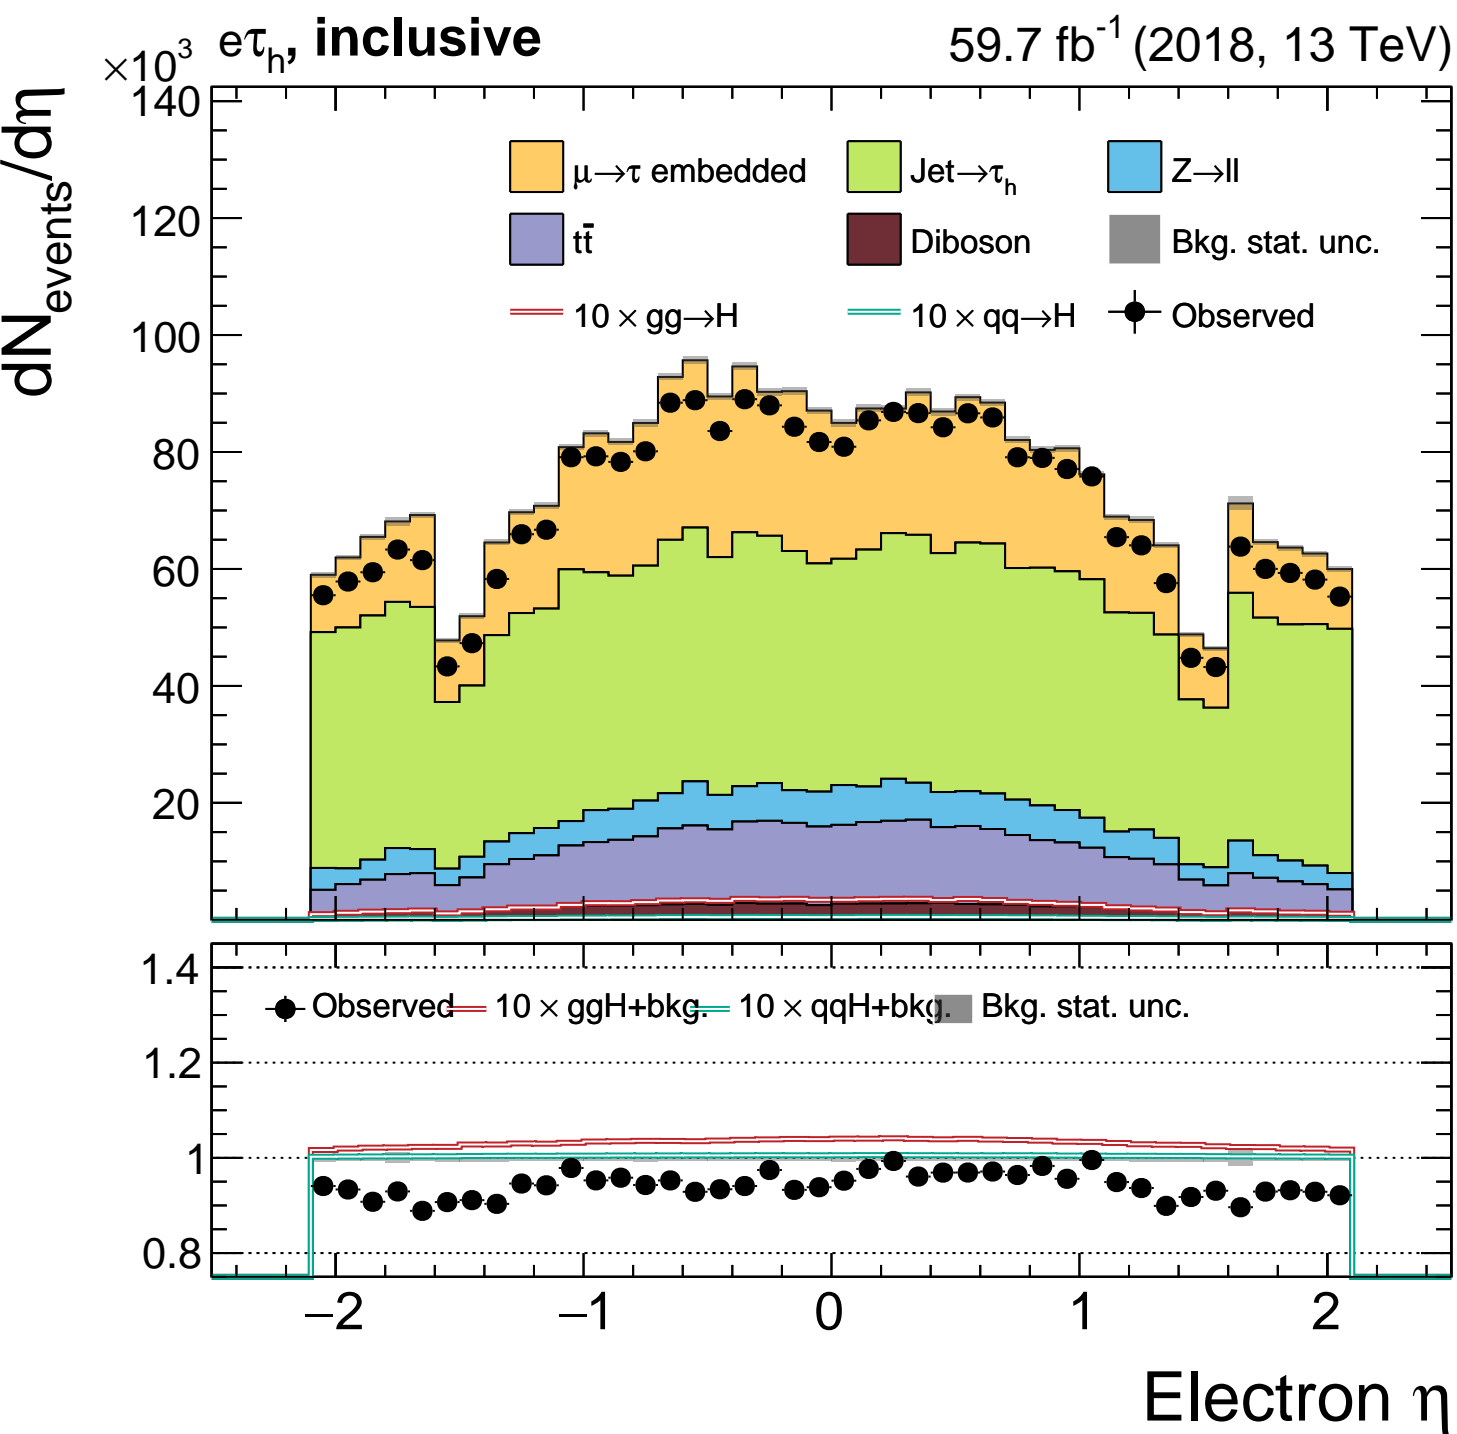 ×10³ eτₕ, inclusive 59.7 fb⁻¹ (2018, 13 TeV)
dN_events/dη
140
120
100
80
60
40
20
μ→τ embedded Jet→τₕ Z→ll
tt̄ Diboson Bkg. stat. unc.
10 × gg→H 10 × qq→H Observed
1.4
1.2
1
0.8
Observed 10 × ggH+bkg. 10 × qqH+bkg. Bkg. stat. unc.
−2 −1 0 1 2
Electron η